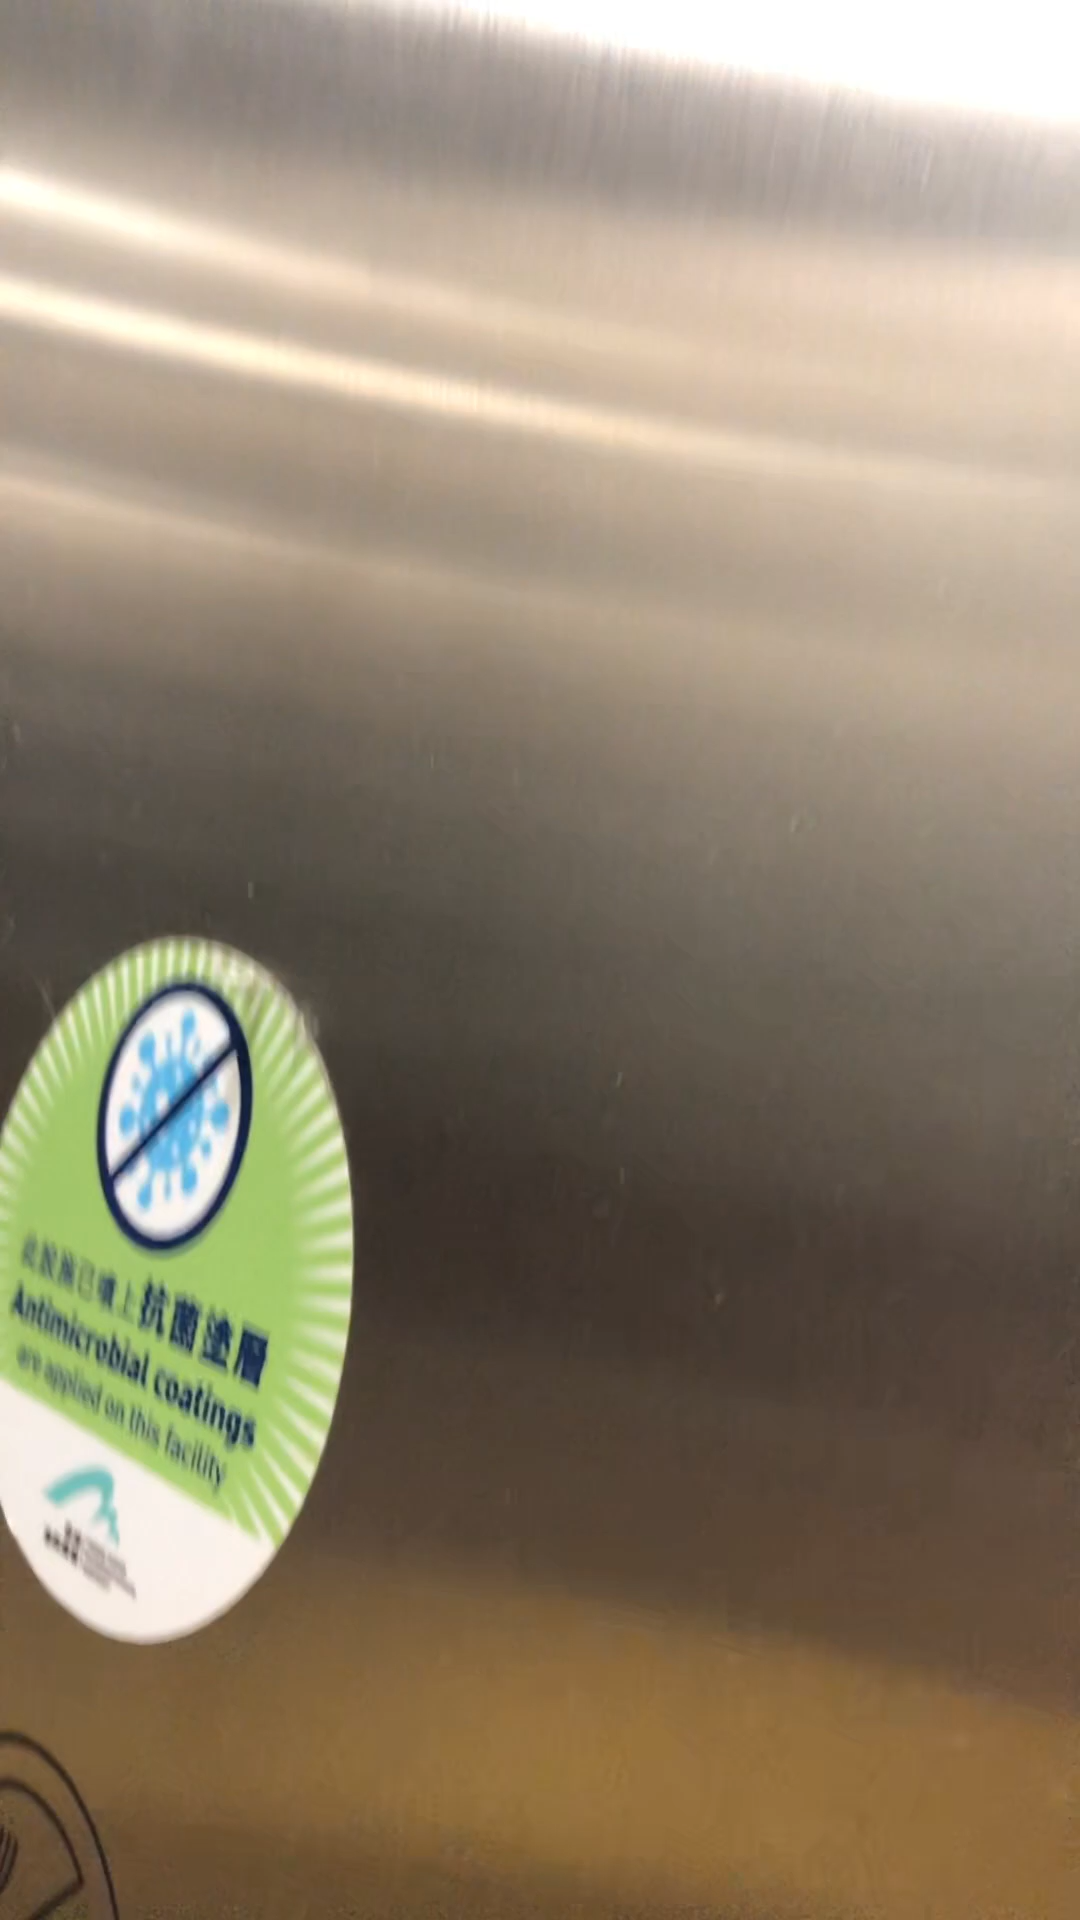 此設施已噴上抗菌塗層
Antimicrobial coatings
are applied on this facility